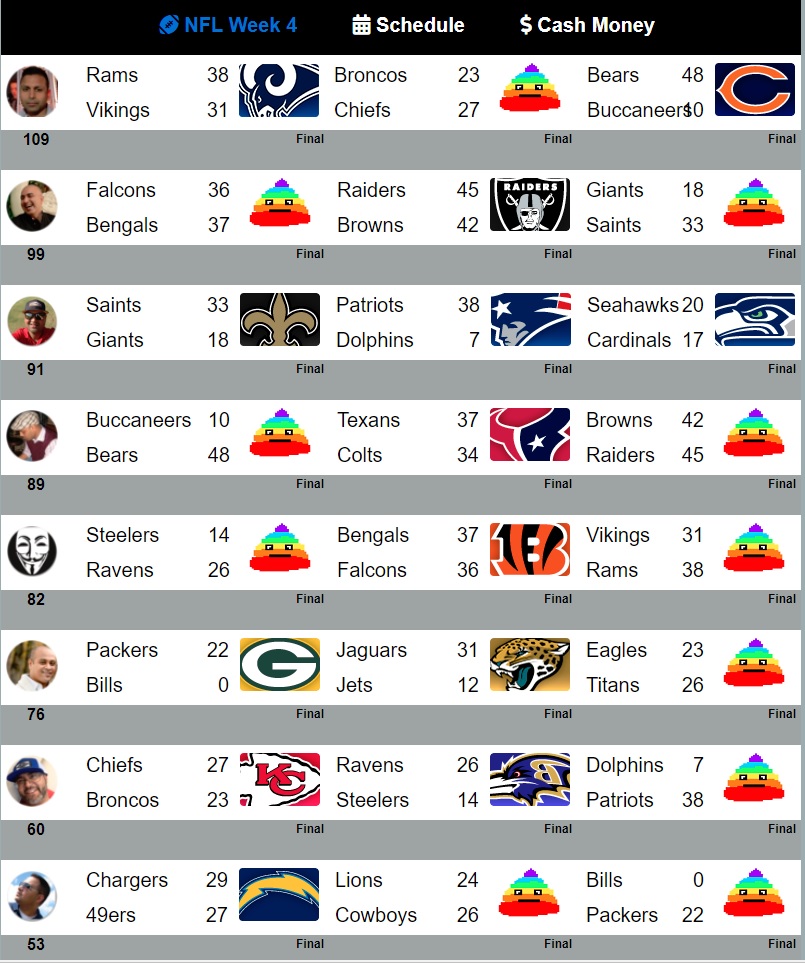 NFL Week 4 Schedule Cash Money
Rams 38 Broncos 23 Bears 48
Vikings 31 Chiefs 27 Buccaneers 10
109 Final Final Final
Falcons 36 Raiders 45 RAIDERS Giants 18
Bengals 37 Browns 42 Saints 33
99 Final Final Final
Saints 33 Patriots 38 Seahawks 20
Giants 18 Dolphins 7 Cardinals 17
91 Final Final Final
Buccaneers 10 Texans 37 Browns 42
Bears 48 Colts 34 Raiders 45
89 Final Final Final
Steelers 14 Bengals 37 Vikings 31
Ravens 26 Falcons 36 Rams 38
82 Final Final Final
Packers 22 G Jaguars 31 Eagles 23
Bills 0 Jets 12 Titans 26
76 Final Final Final
Chiefs 27 KC Ravens 26 B Dolphins 7
Broncos 23 Steelers 14 Patriots 38
60 Final Final Final
Chargers 29 Lions 24 Bills 0
49ers 27 Cowboys 26 Packers 22
53 Final Final Final